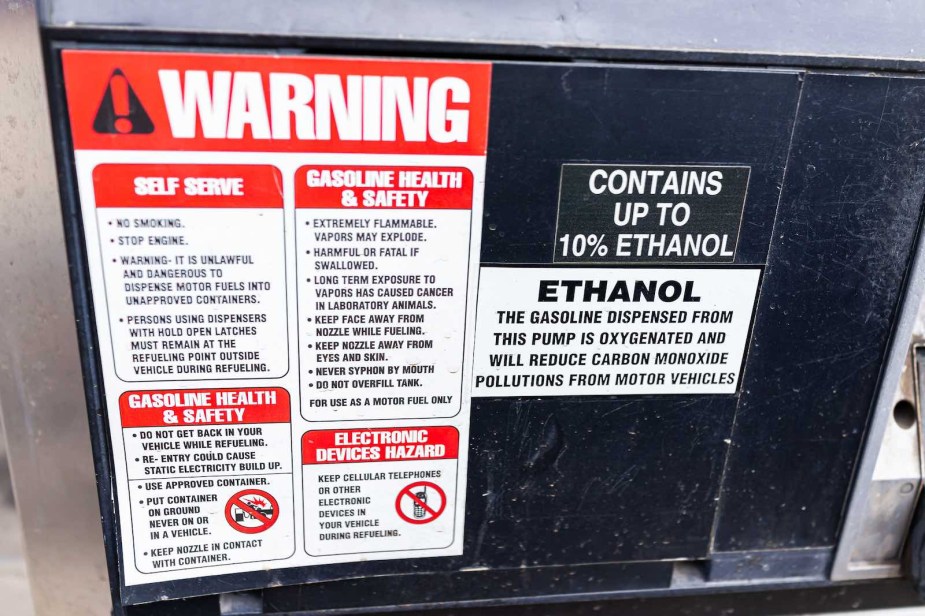 WARNING
SELF SERVE
• NO SMOKING.
• STOP ENGINE.
• WARNING- IT IS UNLAWFUL
AND DANGEROUS TO
DISPENSE MOTOR FUELS INTO
UNAPPROVED CONTAINERS.
• PERSONS USING DISPENSERS
WITH HOLD OPEN LATCHES
MUST REMAIN AT THE
REFUELING POINT OUTSIDE
VEHICLE DURING REFUELING.
GASOLINE HEALTH
& SAFETY
• DO NOT GET BACK IN YOUR
VEHICLE WHILE REFUELING.
• RE- ENTRY COULD CAUSE
STATIC ELECTRICITY BUILD UP.
• USE APPROVED CONTAINER.
• PUT CONTAINER
ON GROUND
NEVER ON OR
IN A VEHICLE.
• KEEP NOZZLE IN CONTACT
WITH CONTAINER.
GASOLINE HEALTH
& SAFETY
• EXTREMELY FLAMMABLE.
VAPORS MAY EXPLODE.
• HARMFUL OR FATAL IF
SWALLOWED.
• LONG TERM EXPOSURE TO
VAPORS HAS CAUSED CANCER
IN LABORATORY ANIMALS.
• KEEP FACE AWAY FROM
NOZZLE WHILE FUELING.
• KEEP NOZZLE AWAY FROM
EYES AND SKIN.
• NEVER SYPHON BY MOUTH
• DO NOT OVERFILL TANK.
FOR USE AS A MOTOR FUEL ONLY
ELECTRONIC
DEVICES HAZARD
KEEP CELLULAR TELEPHONES
OR OTHER
ELECTRONIC
DEVICES IN
YOUR VEHICLE
DURING REFUELING.
CONTAINS
UP TO
10% ETHANOL
ETHANOL
THE GASOLINE DISPENSED FROM
THIS PUMP IS OXYGENATED AND
WILL REDUCE CARBON MONOXIDE
POLLUTIONS FROM MOTOR VEHICLES